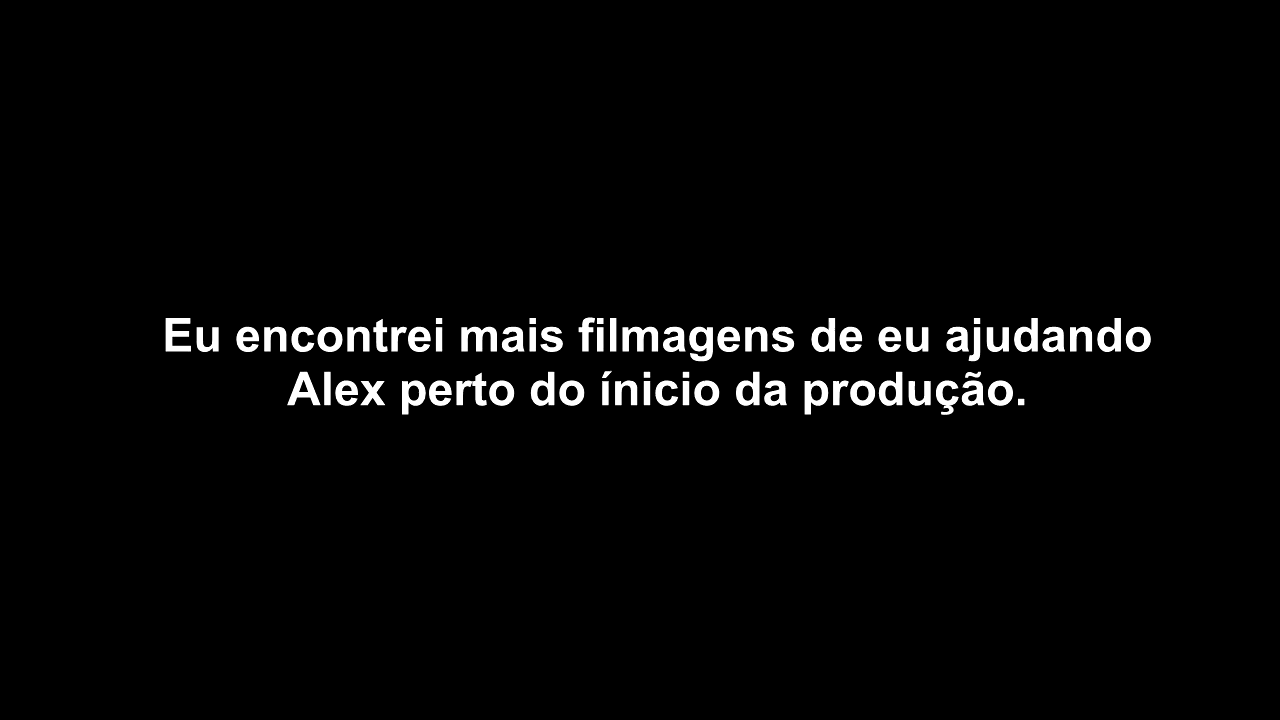 Eu encontrei mais filmagens de eu ajudando
Alex perto do ínicio da produção.